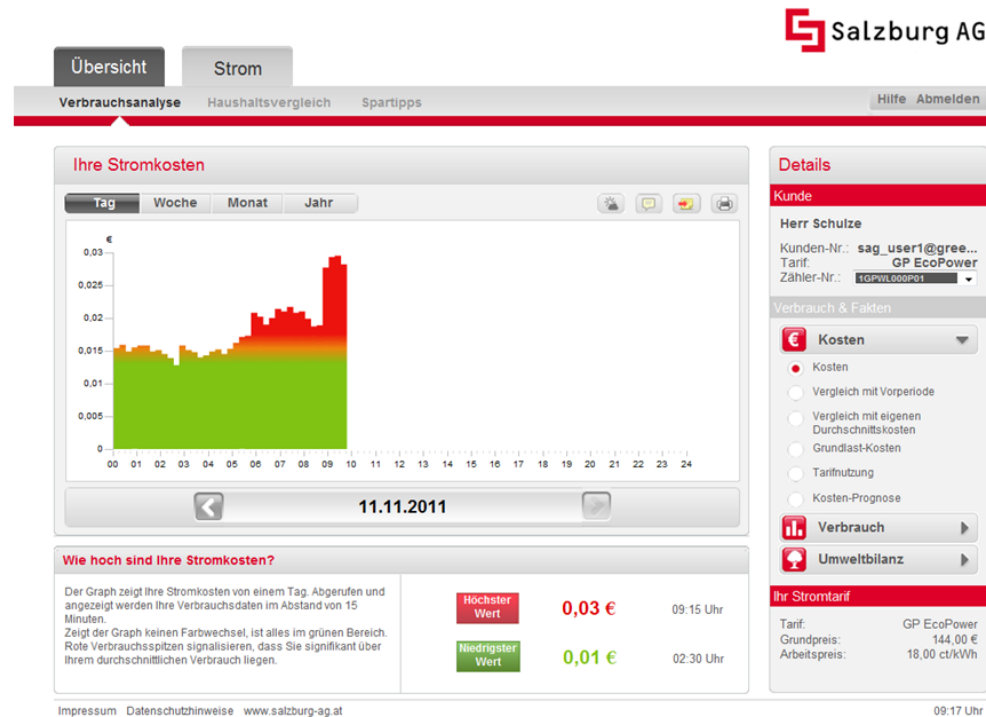 Salzburg AG
Übersicht Strom
Verbrauchsanalyse Haushaltsvergleich Spartipps Hilfe Abmelden
Ihre Stromkosten
Tag Woche Monat Jahr
€
0,03
0,025
0,02
0,015
0,01
0,005
0
00 01 02 03 04 05 06 07 08 09 10 11 12 13 14 15 16 17 18 19 20 21 22 23 24
11.11.2011
Wie hoch sind Ihre Stromkosten?
Der Graph zeigt Ihre Stromkosten von einem Tag. Abgerufen und
angezeigt werden Ihre Verbrauchsdaten im Abstand von 15
Minuten.
Zeigt der Graph keinen Farbwechsel, ist alles im grünen Bereich.
Rote Verbrauchsspitzen signalisieren, dass Sie signifikant über
Ihrem durchschnittlichen Verbrauch liegen.
Höchster
Wert
0,03 € 09:15 Uhr
Niedrigster
Wert
0,01 € 02:30 Uhr
Details
Kunde
Herr Schulze
Kunden-Nr.: sag_user1@gree...
Tarif: GP EcoPower
Zähler-Nr.: 1GPWL000P01
Verbrauch & Fakten
€ Kosten
Kosten
Vergleich mit Vorperiode
Vergleich mit eigenen
Durchschnittskosten
Grundlast-Kosten
Tarifnutzung
Kosten-Prognose
Verbrauch
Umweltbilanz
Ihr Stromtarif
Tarif: GP EcoPower
Grundpreis: 144,00 €
Arbeitspreis: 18,00 ct/kWh
Impressum Datenschutzhinweise www.salzburg-ag.at 09:17 Uhr